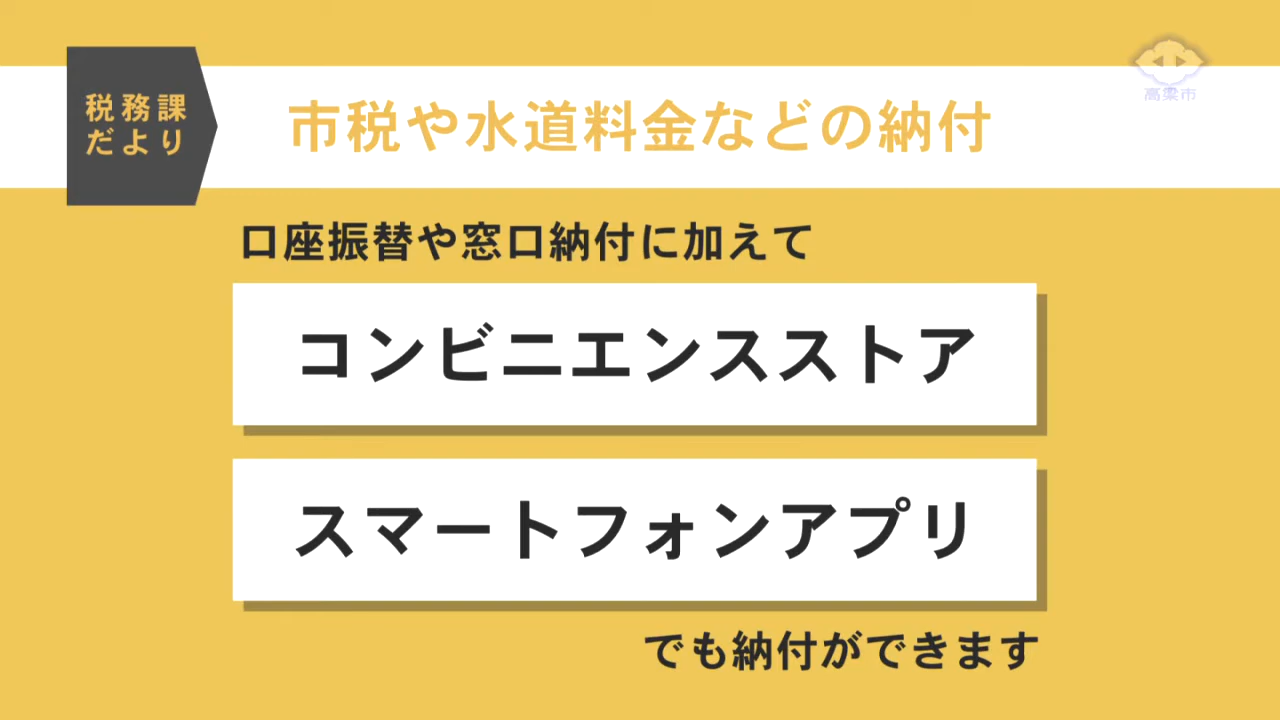 税務課
だより
市税や水道料金などの納付
高梁市
口座振替や窓口納付に加えて
コンビニエンスストア
スマートフォンアプリ
でも納付ができます